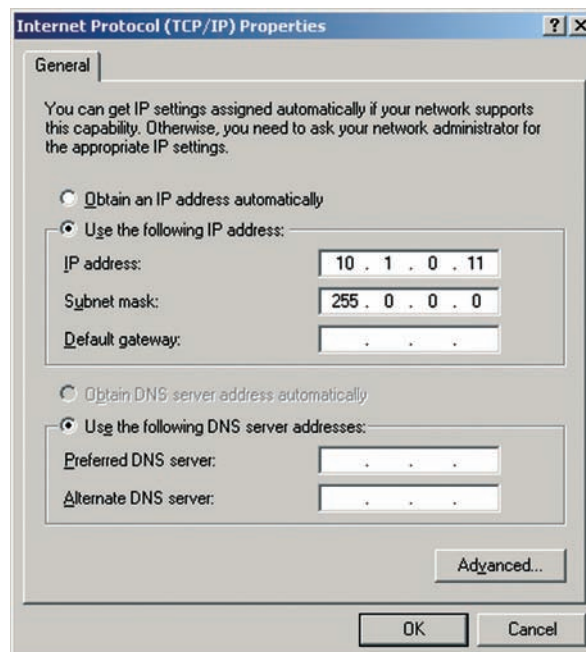 Internet Protocol (TCP/IP) Properties
General
You can get IP settings assigned automatically if your network supports
this capability. Otherwise, you need to ask your network administrator for
the appropriate IP settings.
Obtain an IP address automatically
Use the following IP address:
IP address: 10 . 1 . 0 . 11
Subnet mask: 255 . 0 . 0 . 0
Default gateway: . . .
Obtain DNS server address automatically
Use the following DNS server addresses:
Preferred DNS server: . . .
Alternate DNS server: . . .
Advanced...
OK Cancel